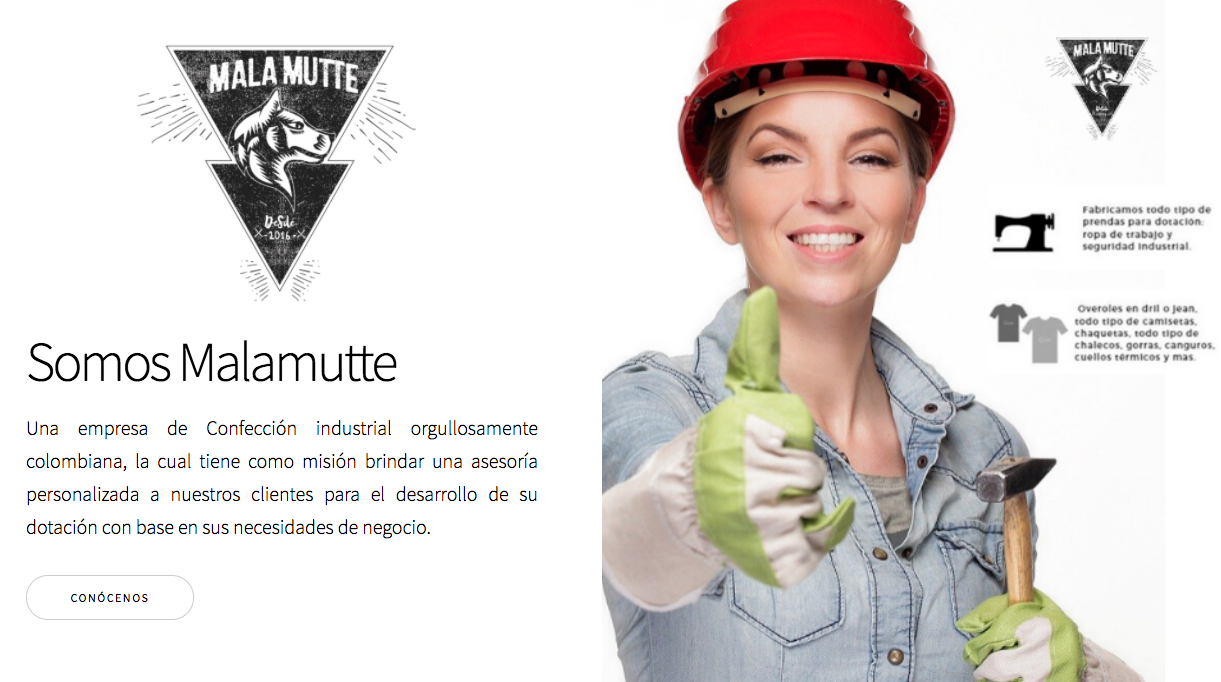 MALA MUTTE
DeSde
2016
Somos Malamutte
Una empresa de Confección industrial orgullosamente
colombiana, la cual tiene como misión brindar una asesoría
personalizada a nuestros clientes para el desarrollo de su
dotación con base en sus necesidades de negocio.
CONÓCENOS
MALA MUTTE
Fabricamos todo tipo de
prendas para dotación:
ropa de trabajo y
seguridad industrial.
Overoles en dril o jean,
todo tipo de camisetas,
chaquetas, todo tipo de
chalecos, gorras, canguros,
cuellos térmicos y mas.